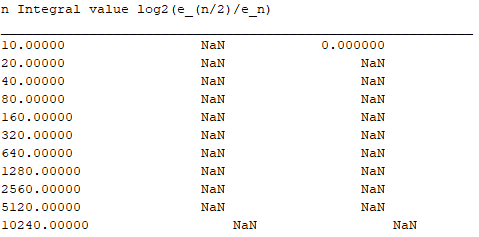 n Integral value log2(e_(n/2)/e_n)
10.00000 NaN 0.000000
20.00000 NaN NaN
40.00000 NaN NaN
80.00000 NaN NaN
160.00000 NaN NaN
320.00000 NaN NaN
640.00000 NaN NaN
1280.00000 NaN NaN
2560.00000 NaN NaN
5120.00000 NaN NaN
10240.00000 NaN NaN